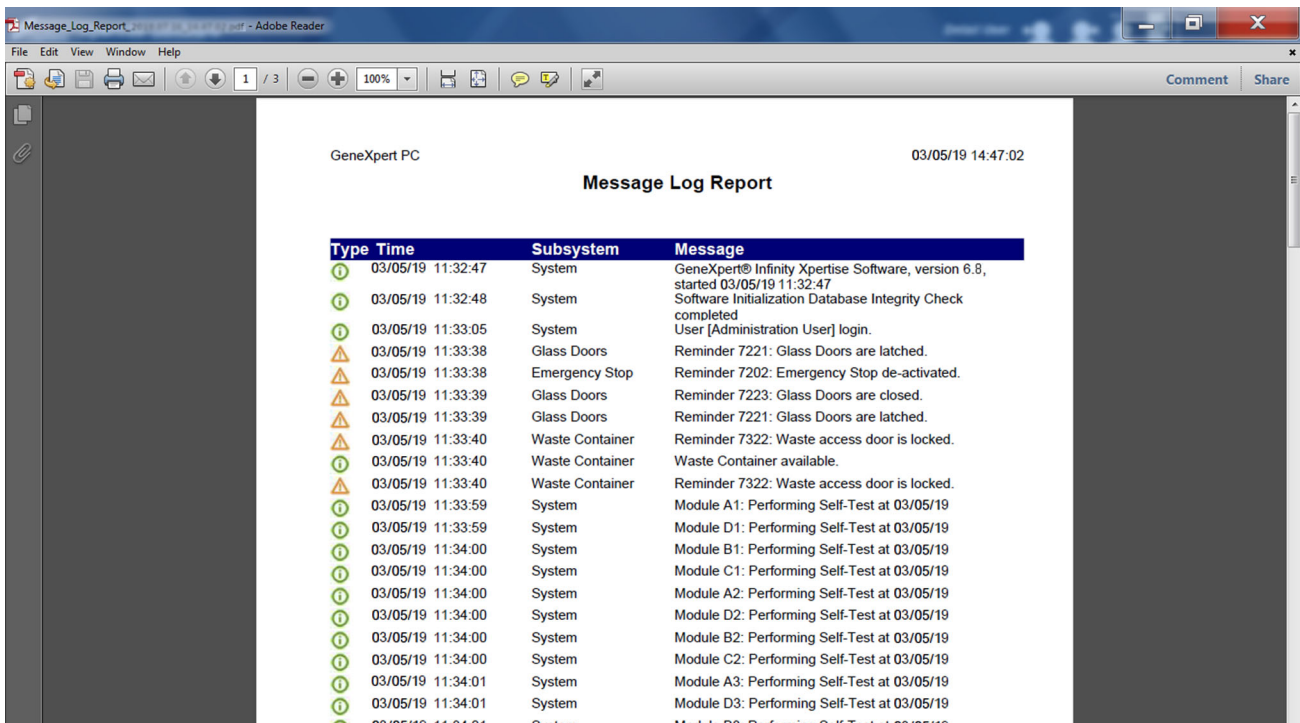 Message_Log_Report_ .pdf - Adobe Reader
File Edit View Window Help
1 / 3 100% Comment Share
GeneXpert PC 03/05/19 14:47:02
Message Log Report
Type Time Subsystem Message
03/05/19 11:32:47 System GeneXpert® Infinity Xpertise Software, version 6.8,
started 03/05/19 11:32:47
03/05/19 11:32:48 System Software Initialization Database Integrity Check
completed
03/05/19 11:33:05 System User [Administration User] login.
03/05/19 11:33:38 Glass Doors Reminder 7221: Glass Doors are latched.
03/05/19 11:33:38 Emergency Stop Reminder 7202: Emergency Stop de-activated.
03/05/19 11:33:39 Glass Doors Reminder 7223: Glass Doors are closed.
03/05/19 11:33:39 Glass Doors Reminder 7221: Glass Doors are latched.
03/05/19 11:33:40 Waste Container Reminder 7322: Waste access door is locked.
03/05/19 11:33:40 Waste Container Waste Container available.
03/05/19 11:33:40 Waste Container Reminder 7322: Waste access door is locked.
03/05/19 11:33:59 System Module A1: Performing Self-Test at 03/05/19
03/05/19 11:33:59 System Module D1: Performing Self-Test at 03/05/19
03/05/19 11:34:00 System Module B1: Performing Self-Test at 03/05/19
03/05/19 11:34:00 System Module C1: Performing Self-Test at 03/05/19
03/05/19 11:34:00 System Module A2: Performing Self-Test at 03/05/19
03/05/19 11:34:00 System Module D2: Performing Self-Test at 03/05/19
03/05/19 11:34:00 System Module B2: Performing Self-Test at 03/05/19
03/05/19 11:34:00 System Module C2: Performing Self-Test at 03/05/19
03/05/19 11:34:01 System Module A3: Performing Self-Test at 03/05/19
03/05/19 11:34:01 System Module D3: Performing Self-Test at 03/05/19